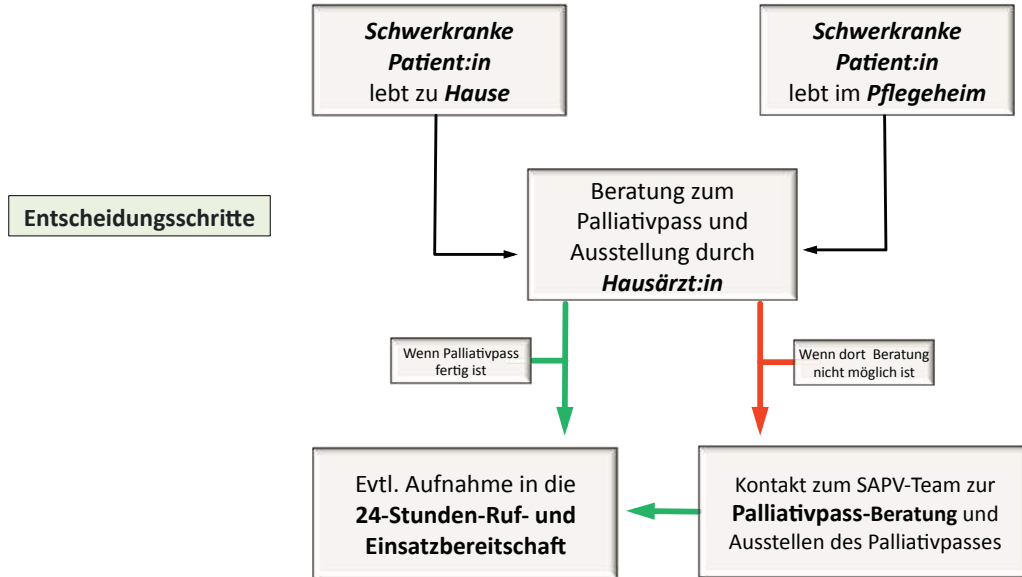 Schwerkranke
Patient:in
lebt zu Hause
Schwerkranke
Patient:in
lebt im Pflegeheim
Entscheidungsschritte
Beratung zum
Palliativpass und
Ausstellung durch
Hausärzt:in
Wenn Palliativpass
fertig ist
Wenn dort Beratung
nicht möglich ist
Evtl. Aufnahme in die
24-Stunden-Ruf- und
Einsatzbereitschaft
Kontakt zum SAPV-Team zur
Palliativpass-Beratung und
Ausstellen des Palliativpasses